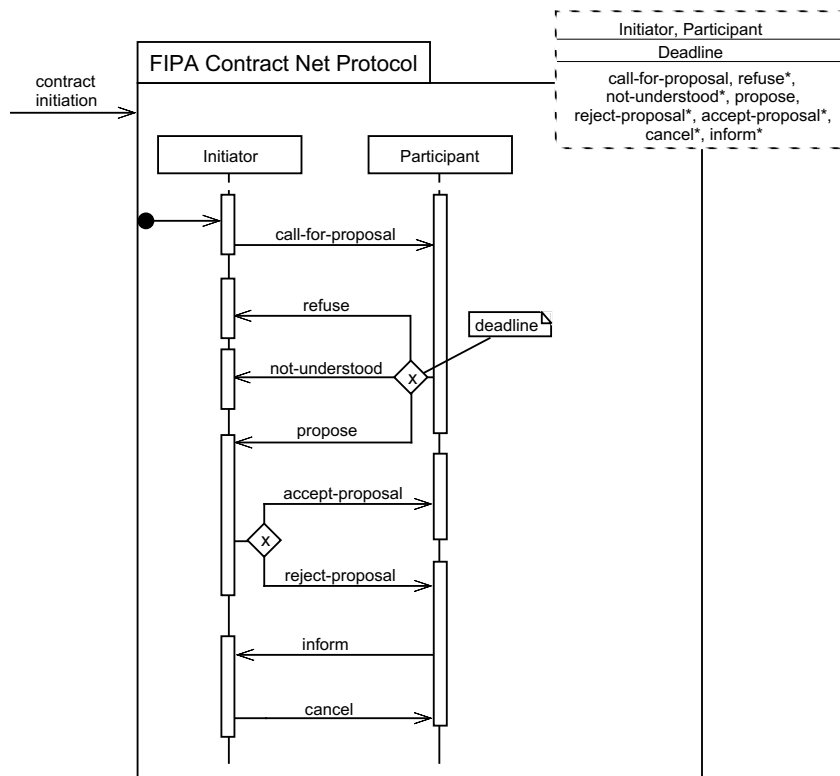 Initiator, Participant
Deadline
call-for-proposal, refuse*,
not-understood*, propose,
reject-proposal*, accept-proposal*,
cancel*, inform*
FIPA Contract Net Protocol
contract
initiation
Initiator
Participant
call-for-proposal
refuse
deadline
not-understood
x
propose
accept-proposal
x
reject-proposal
inform
cancel